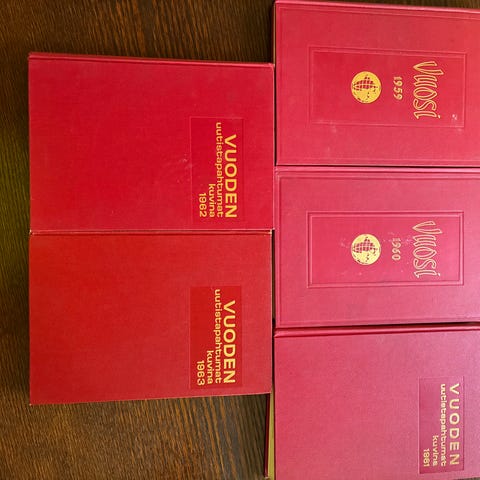 VUODEN
uutistapahtumat
kuvina
1962
VUODEN
uutistapahtumat
kuvina
1963
Vuosi
1959
Vuosi
1960
VUODEN
uutistapahtumat
kuvina
1961